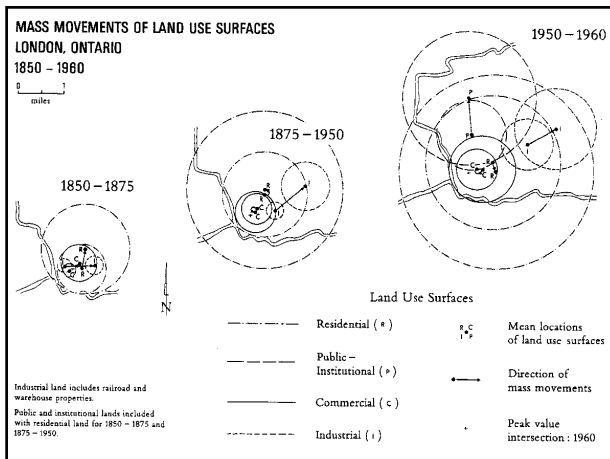 MASS MOVEMENTS OF LAND USE SURFACES
LONDON, ONTARIO
1850 – 1960
0 1
miles
1950 – 1960
1875 – 1950
1850 – 1875
P
P
I
I
C
R
R
R
R
C
C
I
I
R
C
R
N
Land Use Surfaces
Residential ( R )
Public –
Institutional ( P )
Commercial ( C )
Industrial ( I )
R C
I P
Mean locations
of land use surfaces
Direction of
mass movements
Peak value
intersection : 1960
Industrial land includes railroad and
warehouse properties.
Public and institutional lands included
with residential land for 1850 – 1875 and
1875 – 1950.